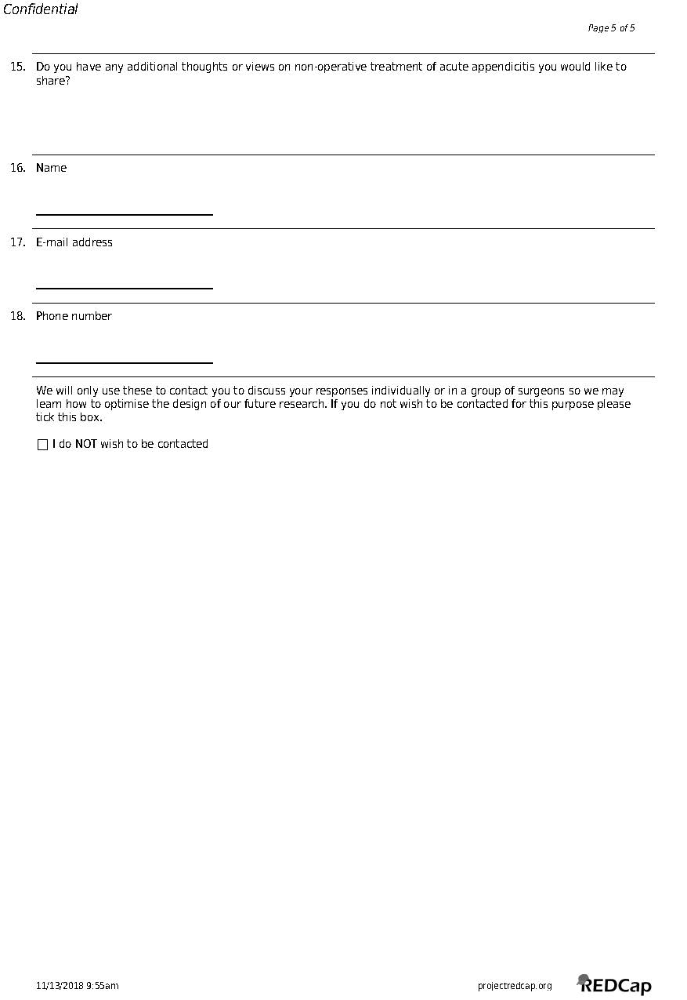 Confidential
Page 5 of 5
15. Do you have any additional thoughts or views on non-operative treatment of acute appendicitis you would like to
share?
16. Name
17. E-mail address
18. Phone number
We will only use these to contact you to discuss your responses individually or in a group of surgeons so we may
learn how to optimise the design of our future research. If you do not wish to be contacted for this purpose please
tick this box.
I do NOT wish to be contacted
11/13/2018 9:55am
projectredcap.org
REDCap